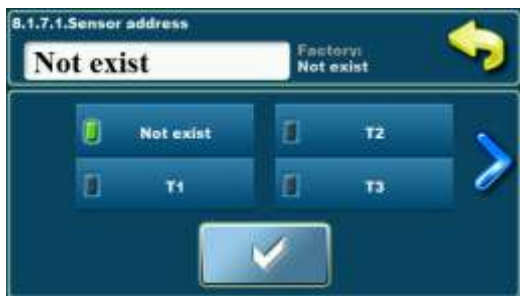 8.1.7.1.Sensor address
Not exist
Factory:
Not exist
Not exist
T2
T1
T3